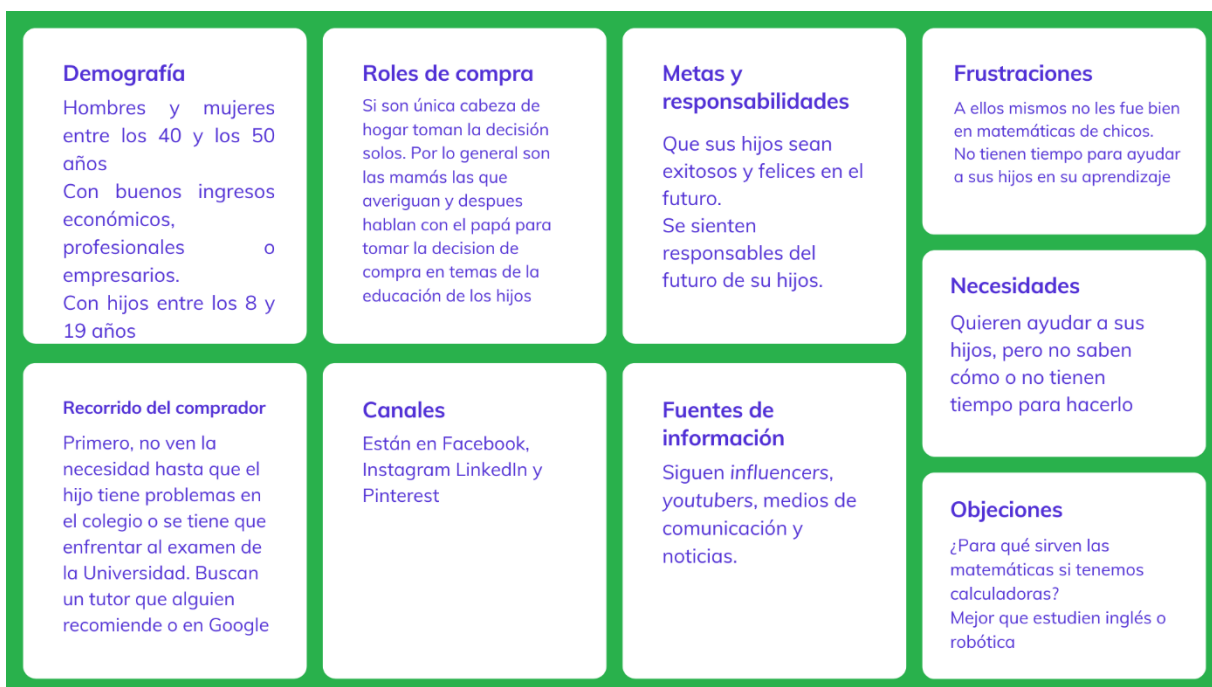 Demografía
Hombres y mujeres
entre los 40 y los 50
años
Con buenos ingresos
económicos,
profesionales o
empresarios.
Con hijos entre los 8 y
19 años
Roles de compra
Si son única cabeza de
hogar toman la decisión
solos. Por lo general son
las mamás las que
averiguan y despues
hablan con el papá para
tomar la decision de
compra en temas de la
educación de los hijos
Metas y
responsabilidades
Que sus hijos sean
exitosos y felices en el
futuro.
Se sienten
responsables del
futuro de su hijos.
Frustraciones
A ellos mismos no les fue bien
en matemáticas de chicos.
No tienen tiempo para ayudar
a sus hijos en su aprendizaje
Necesidades
Quieren ayudar a sus
hijos, pero no saben
cómo o no tienen
tiempo para hacerlo
Recorrido del comprador
Primero, no ven la
necesidad hasta que el
hijo tiene problemas en
el colegio o se tiene que
enfrentar al examen de
la Universidad. Buscan
un tutor que alguien
recomiende o en Google
Canales
Están en Facebook,
Instagram LinkedIn y
Pinterest
Fuentes de
información
Siguen influencers,
youtubers, medios de
comunicación y
noticias.
Objeciones
¿Para qué sirven las
matemáticas si tenemos
calculadoras?
Mejor que estudien inglés o
robótica